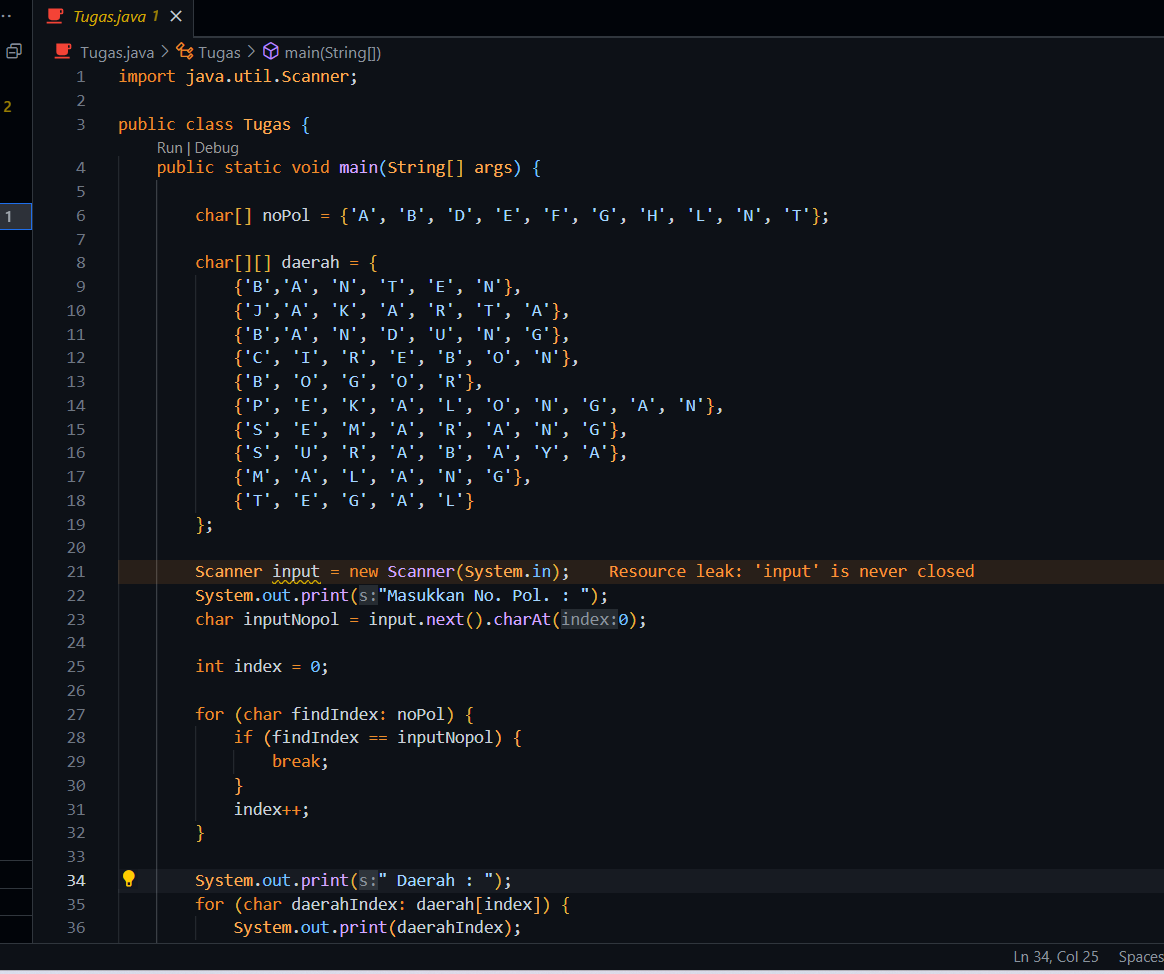 Tugas.java 1
Tugas.java > Tugas > main(String[])
1 import java.util.Scanner;
2
2
3 public class Tugas {
Run | Debug
4 public static void main(String[] args) {
5
1
6 char[] noPol = {'A', 'B', 'D', 'E', 'F', 'G', 'H', 'L', 'N', 'T'};
7
8 char[][] daerah = {
9 {'B','A', 'N', 'T', 'E', 'N'},
10 {'J','A', 'K', 'A', 'R', 'T', 'A'},
11 {'B','A', 'N', 'D', 'U', 'N', 'G'},
12 {'C', 'I', 'R', 'E', 'B', 'O', 'N'},
13 {'B', 'O', 'G', 'O', 'R'},
14 {'P', 'E', 'K', 'A', 'L', 'O', 'N', 'G', 'A', 'N'},
15 {'S', 'E', 'M', 'A', 'R', 'A', 'N', 'G'},
16 {'S', 'U', 'R', 'A', 'B', 'A', 'Y', 'A'},
17 {'M', 'A', 'L', 'A', 'N', 'G'},
18 {'T', 'E', 'G', 'A', 'L'}
19 };
20
21 Scanner input = new Scanner(System.in); Resource leak: 'input' is never closed
22 System.out.print(s:"Masukkan No. Pol. : ");
23 char inputNopol = input.next().charAt(index:0);
24
25 int index = 0;
26
27 for (char findIndex: noPol) {
28 if (findIndex == inputNopol) {
29 break;
30 }
31 index++;
32 }
33
34 System.out.print(s:" Daerah : ");
35 for (char daerahIndex: daerah[index]) {
36 System.out.print(daerahIndex);
Ln 34, Col 25 Spaces